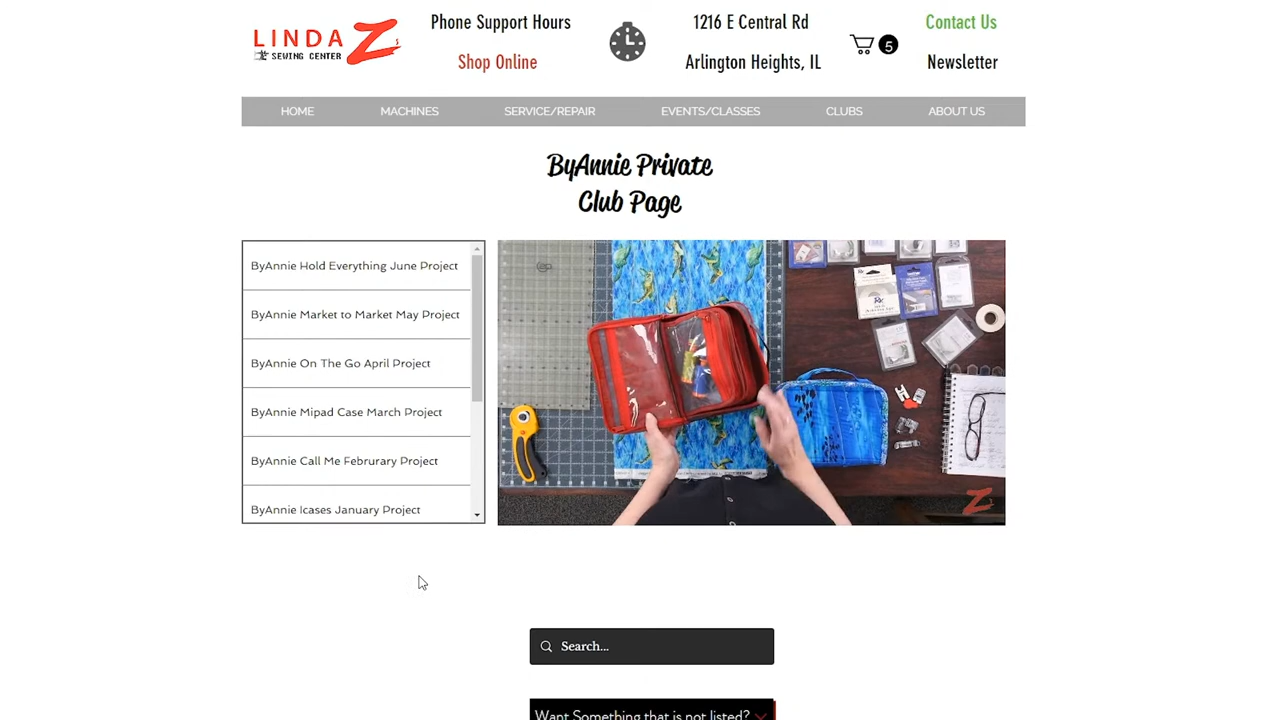 LINDA Z's
SEWING CENTER
Phone Support Hours
Shop Online
1216 E Central Rd
Arlington Heights, IL
5
Contact Us
Newsletter
HOME
MACHINES
SERVICE/REPAIR
EVENTS/CLASSES
CLUBS
ABOUT US
ByAnnie Private
Club Page
ByAnnie Hold Everything June Project
ByAnnie Market to Market May Project
ByAnnie On The Go April Project
ByAnnie Mipad Case March Project
ByAnnie Call Me Februrary Project
ByAnnie Icases January Project
Z's
Search...
Want Something that is not listed?